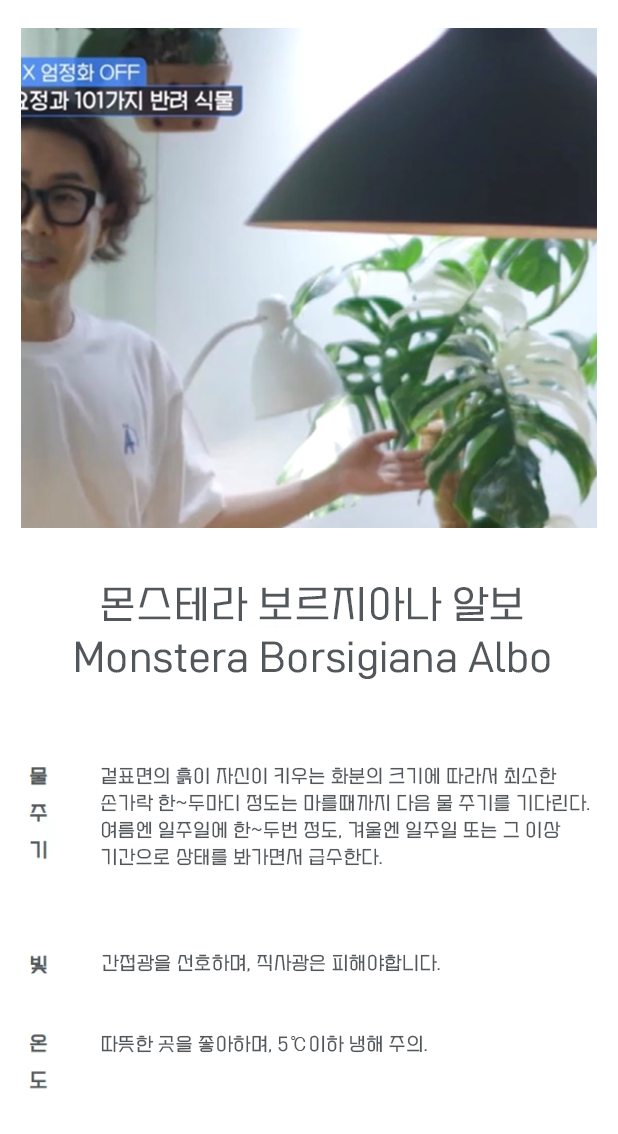 X 엄정화 OFF
요정과 101가지 반려 식물
몬스테라 보르지아나 알보
Monstera Borsigiana Albo
물주기
겉표면의 흙이 자신이 키우는 화분의 크기에 따라서 최소한
손가락 한~두마디 정도는 마를때까지 다음 물 주기를 기다린다.
여름엔 일주일에 한~두번 정도, 겨울엔 일주일 또는 그 이상
기간으로 상태를 봐가면서 급수한다.
빛
간접광을 선호하며, 직사광은 피해야합니다.
온도
따뜻한 곳을 좋아하며, 5℃이하 냉해 주의.